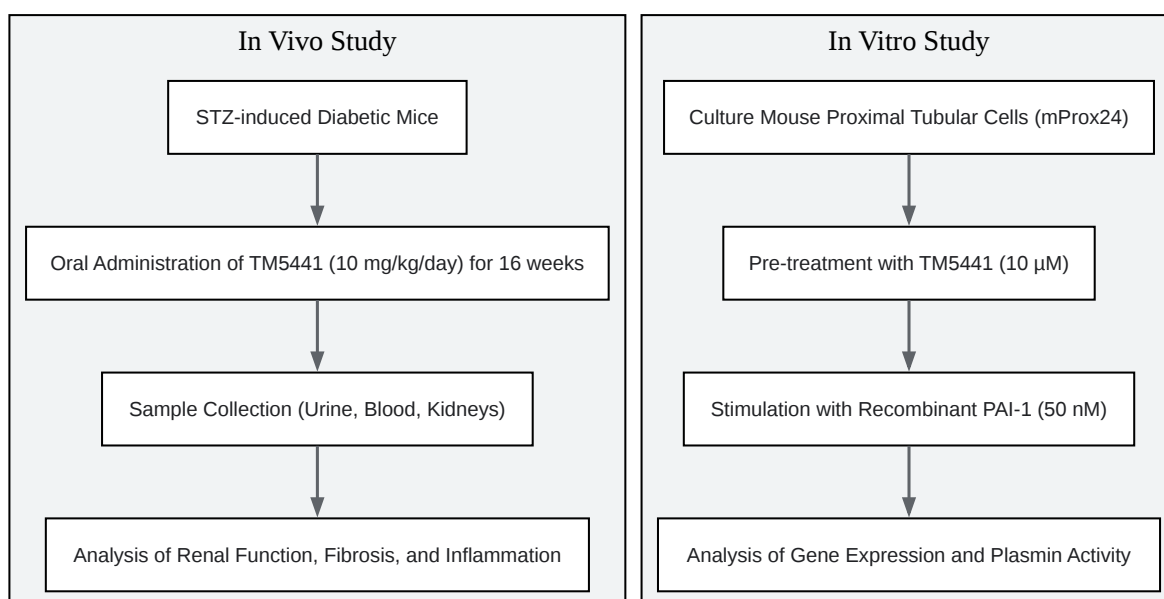 In Vivo Study
STZ-induced Diabetic Mice
Oral Administration of TM5441 (10 mg/kg/day) for 16 weeks
Sample Collection (Urine, Blood, Kidneys)
Analysis of Renal Function, Fibrosis, and Inflammation
In Vitro Study
Culture Mouse Proximal Tubular Cells (mProx24)
Pre-treatment with TM5441 (10 µM)
Stimulation with Recombinant PAI-1 (50 nM)
Analysis of Gene Expression and Plasmin Activity